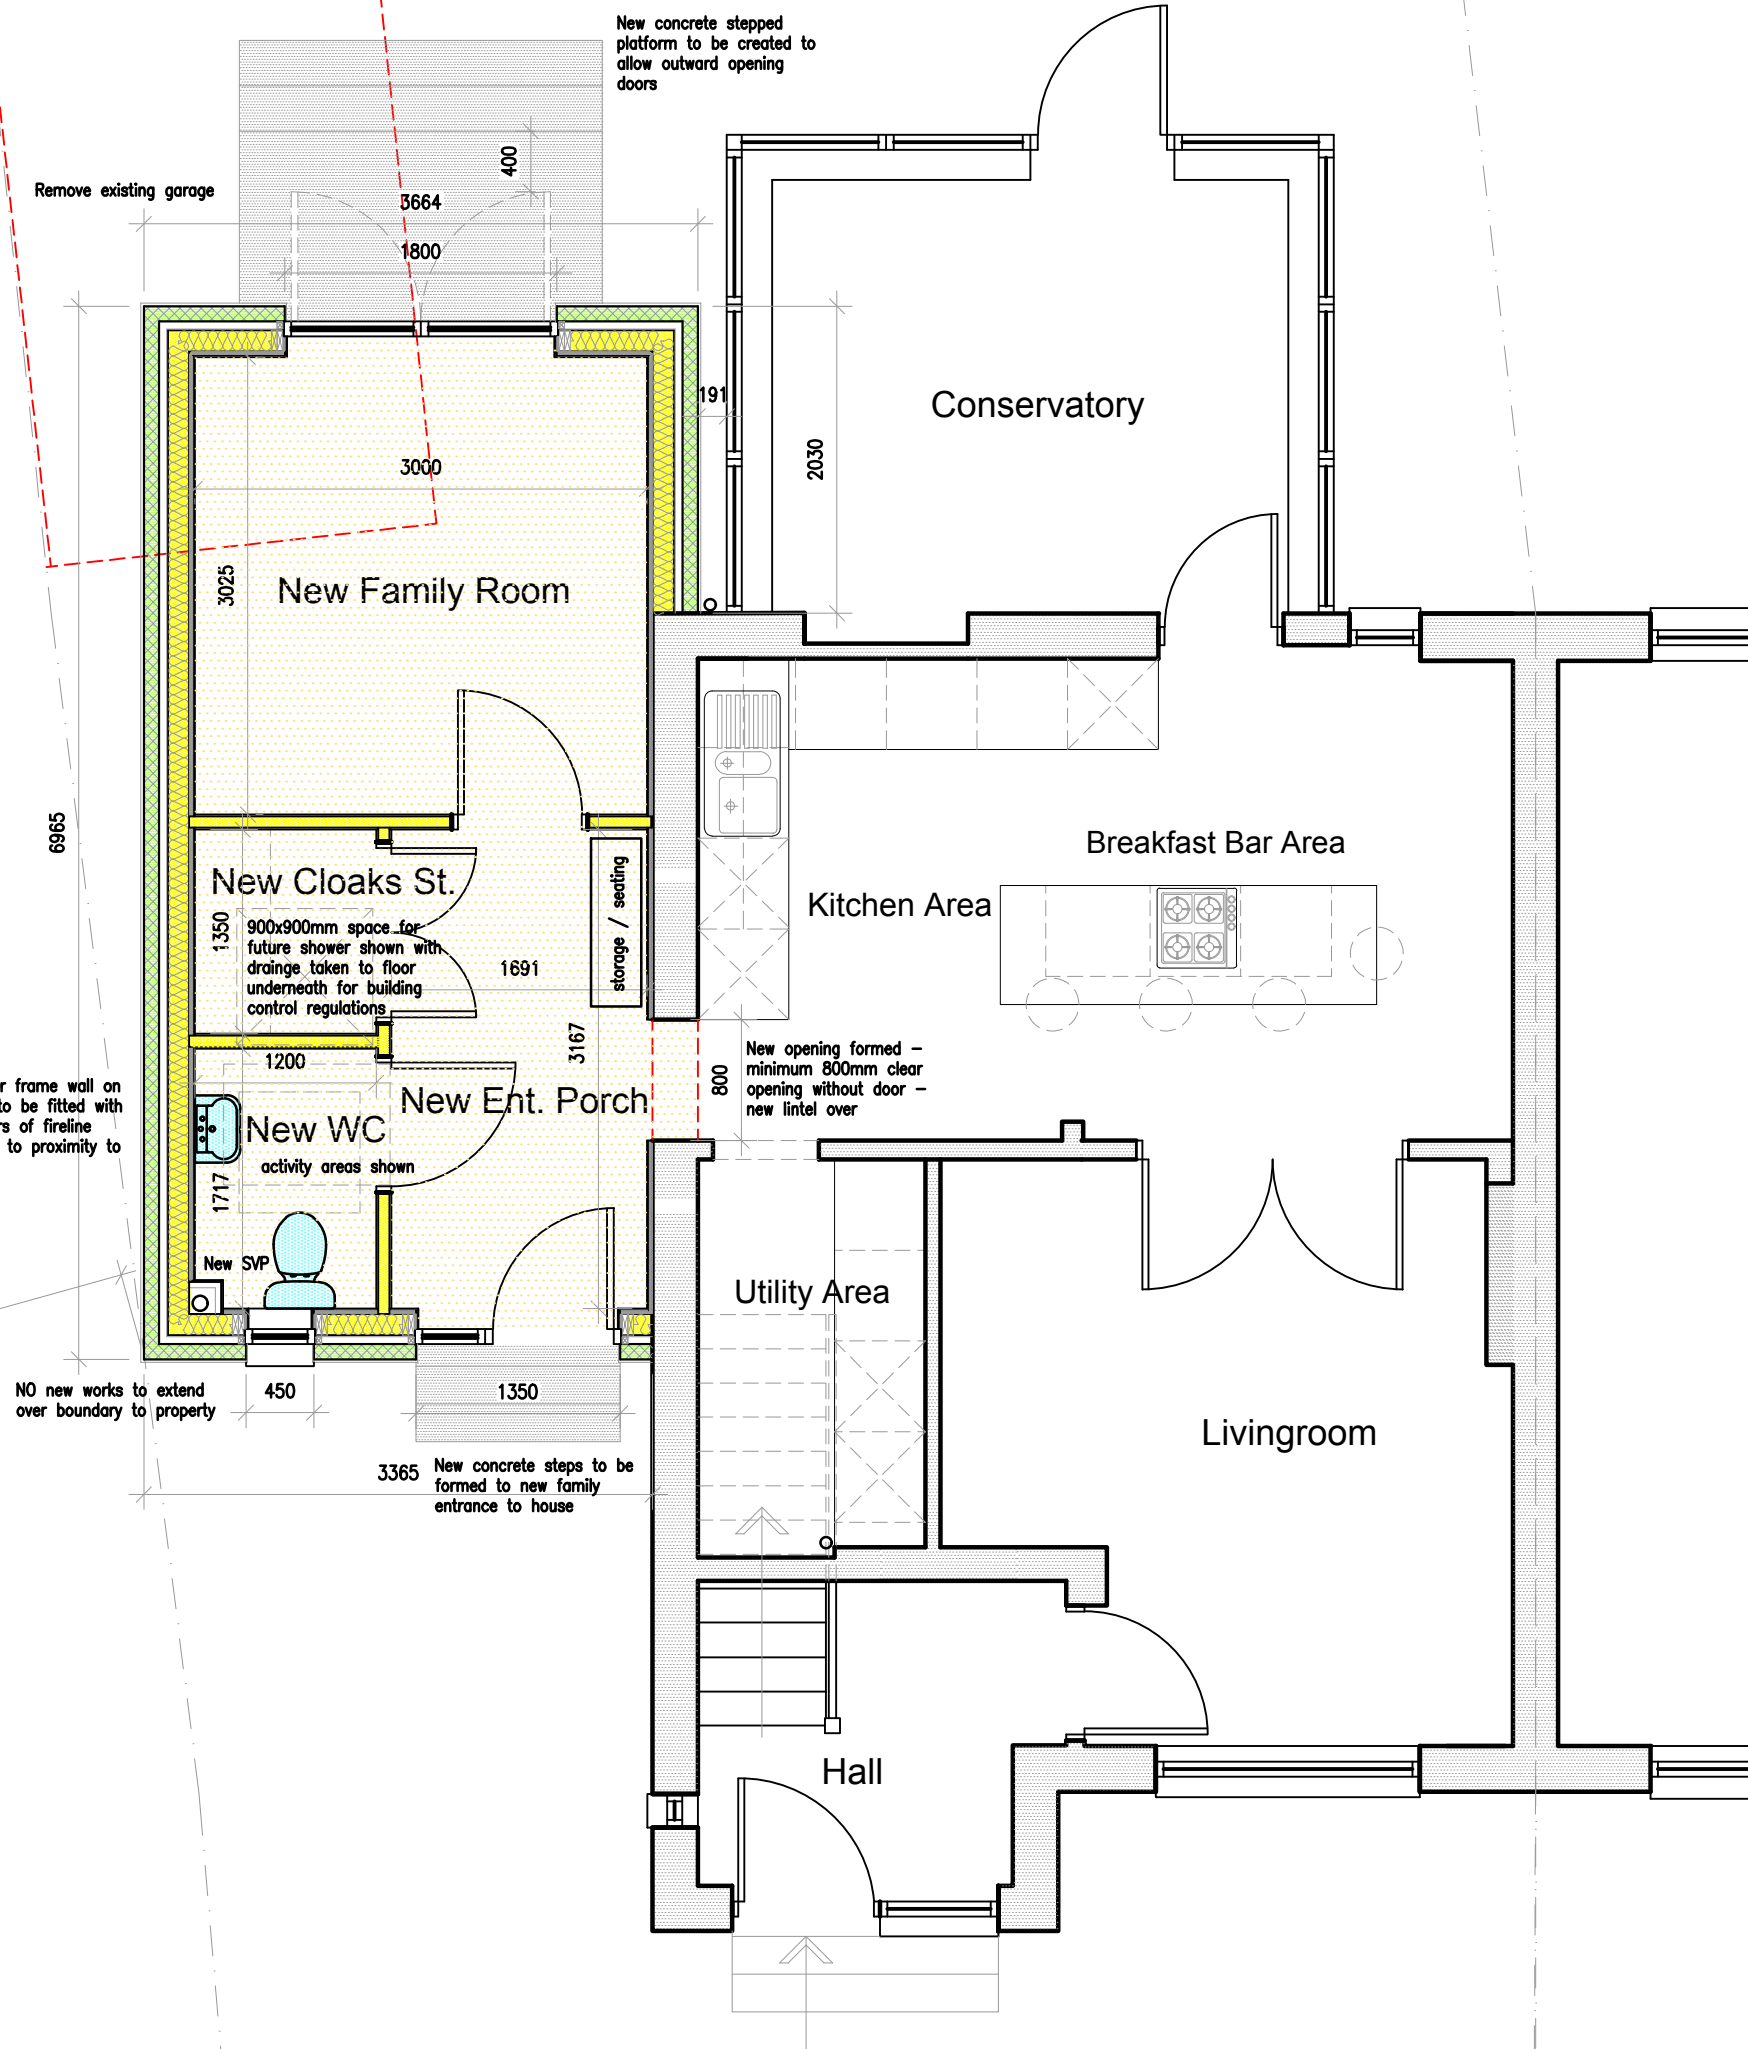 New concrete stepped
platform to be created to
allow outward opening
doors
400
Remove existing garage
3664
1800
191
Conservatory
2030
3000
3025
New Family Room
6965
Breakfast Bar Area
New Cloaks St.
Kitchen Area
storage / seating
1350
900x900mm space for
future shower shown with
drainge taken to floor
underneath for building
control regulations
1691
3167
800
New opening formed –
minimum 800mm clear
opening without door –
new lintel over
1200
r frame wall on
to be fitted with
rs of fireline
to proximity to
New Ent. Porch
New WC
activity areas shown
1717
New SVP
Utility Area
NO new works to extend
over boundary to property
450
1350
Livingroom
3365
New concrete steps to be
formed to new family
entrance to house
Hall